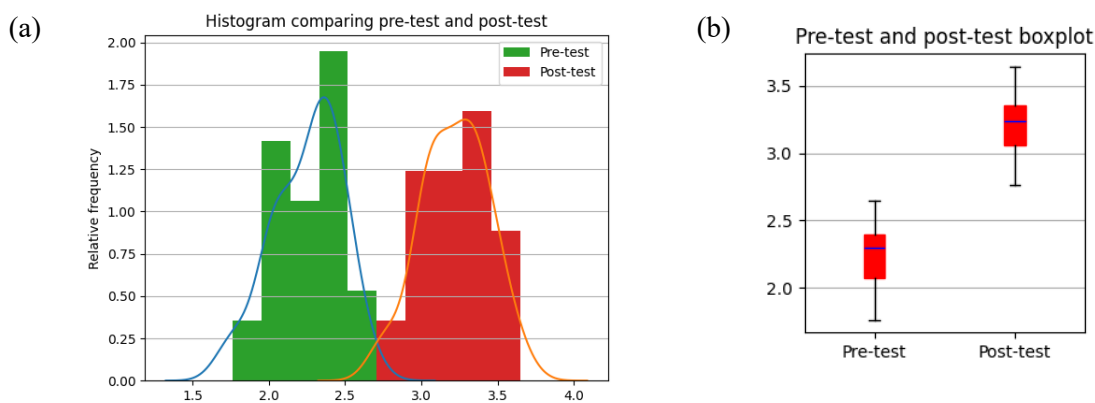 (a)
Histogram comparing pre-test and post-test
Pre-test
Post-test
Relative frequency
2.00
1.75
1.50
1.25
1.00
0.75
0.50
0.25
0.00
1.5 2.0 2.5 3.0 3.5 4.0
(b)
Pre-test and post-test boxplot
3.5
3.0
2.5
2.0
Pre-test Post-test